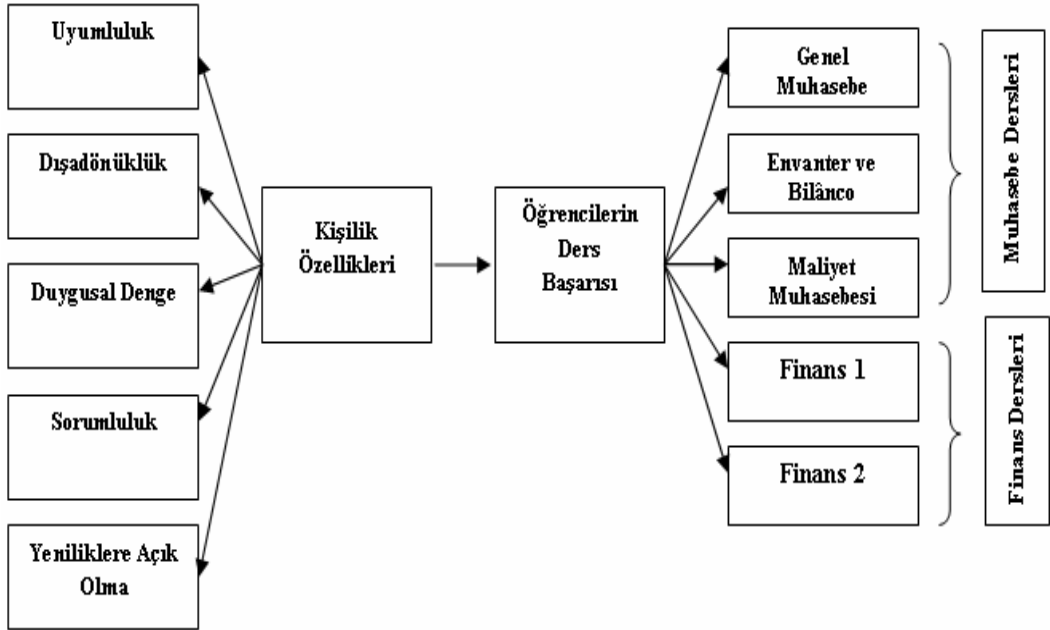 Uyumluluk
Dışadönüklük
Duygusal Denge
Sorumluluk
Yeniliklere Açık
Olma
Kişilik
Özellikleri
Öğrencilerin
Ders
Başarısı
Genel
Muhasebe
Envanter ve
Bilânco
Maliyet
Muhasebesi
Finans 1
Finans 2
Muhasebe Dersleri
Finans Dersleri